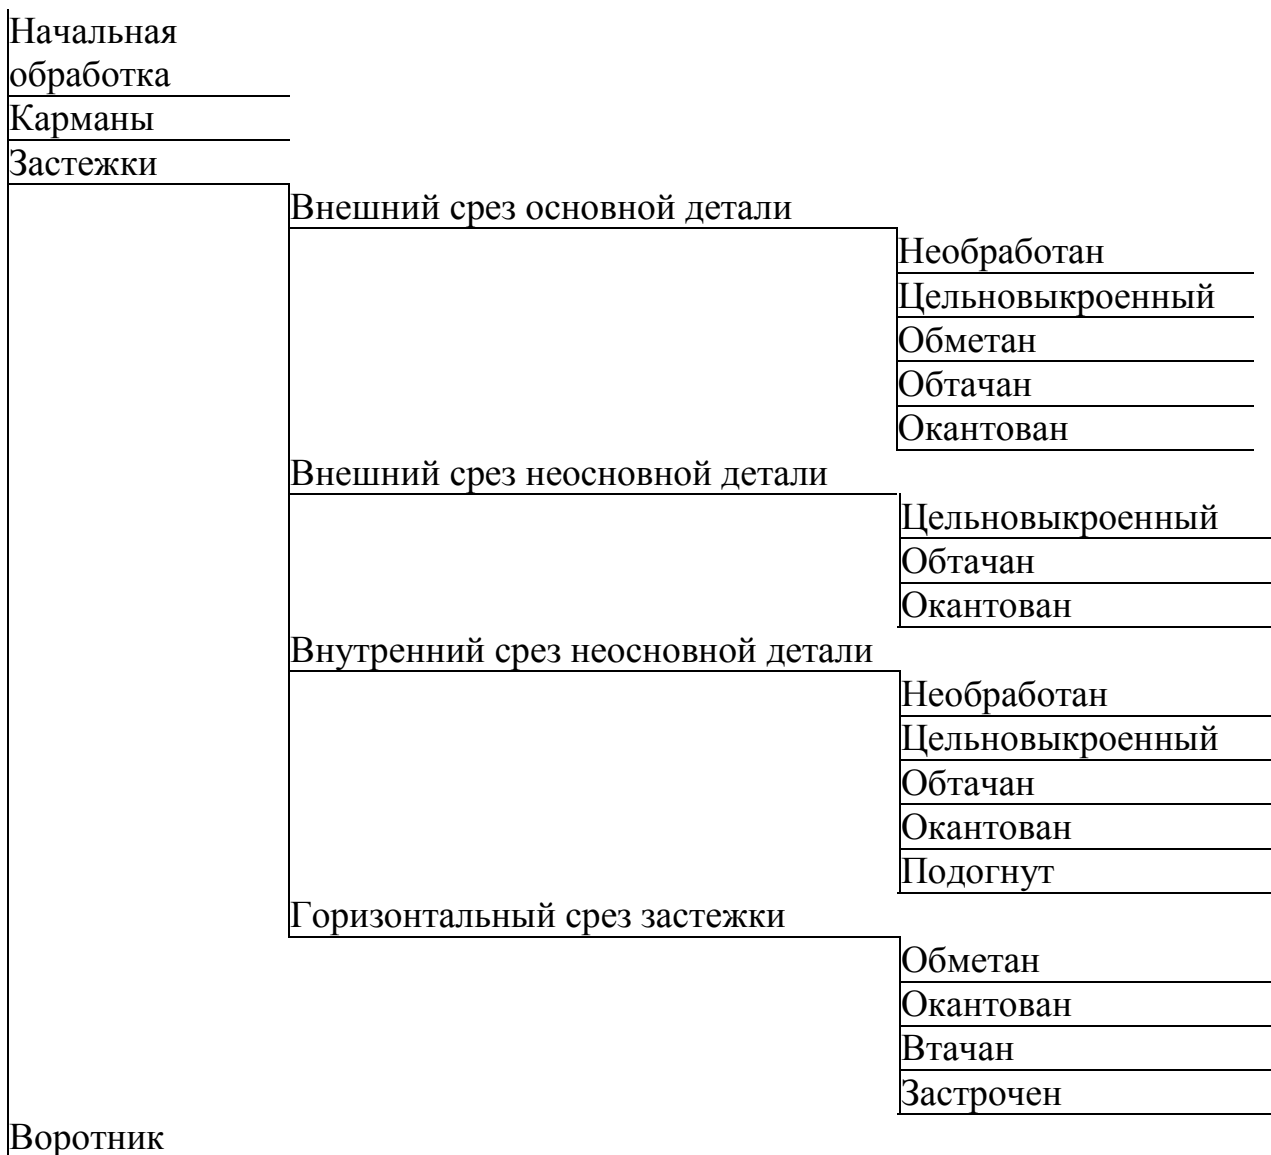 Начальная
обработка
Карманы
Застежки
Внешний срез основной детали
Необработан
Цельновыкроенный
Обметан
Обтачан
Окантован
Внешний срез неосновной детали
Цельновыкроенный
Обтачан
Окантован
Внутренний срез неосновной детали
Необработан
Цельновыкроенный
Обтачан
Окантован
Подогнут
Горизонтальный срез застежки
Обметан
Окантован
Втачан
Застрочен
Воротник